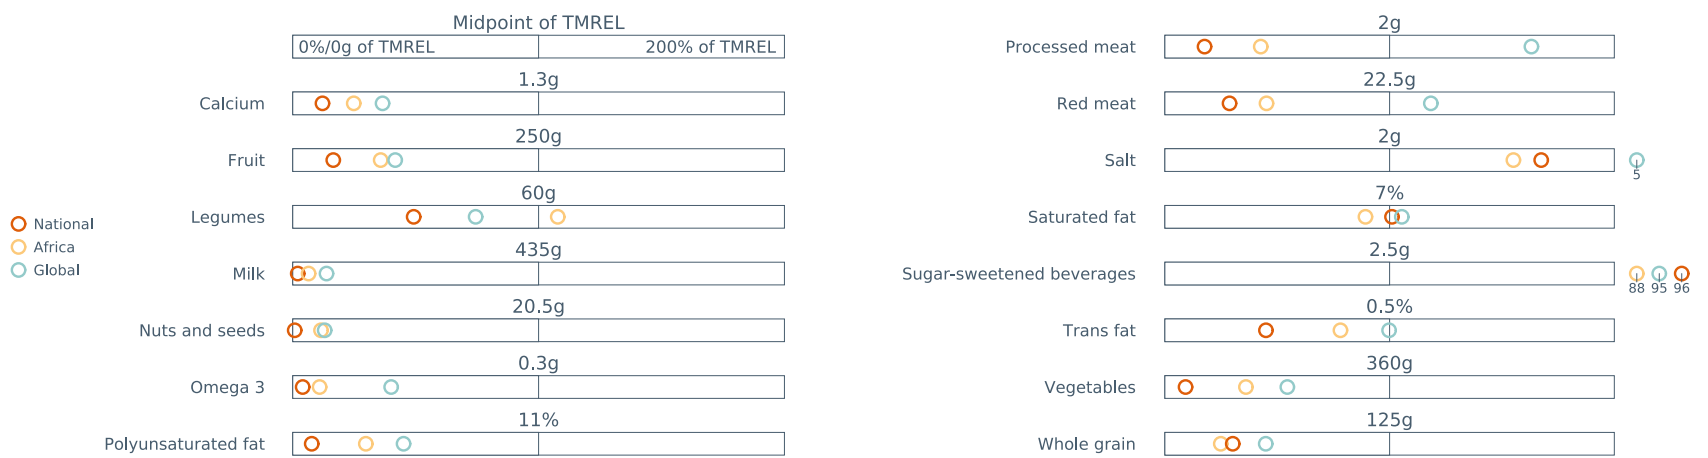 Midpoint of TMREL
0%/0g of TMREL 200% of TMREL
1.3g
Calcium
250g
Fruit
60g
Legumes
435g
Milk
20.5g
Nuts and seeds
0.3g
Omega 3
11%
Polyunsaturated fat
National
Africa
Global
2g
Processed meat
22.5g
Red meat
2g
Salt
5
7%
Saturated fat
2.5g
Sugar-sweetened beverages
88 95 96
0.5%
Trans fat
360g
Vegetables
125g
Whole grain